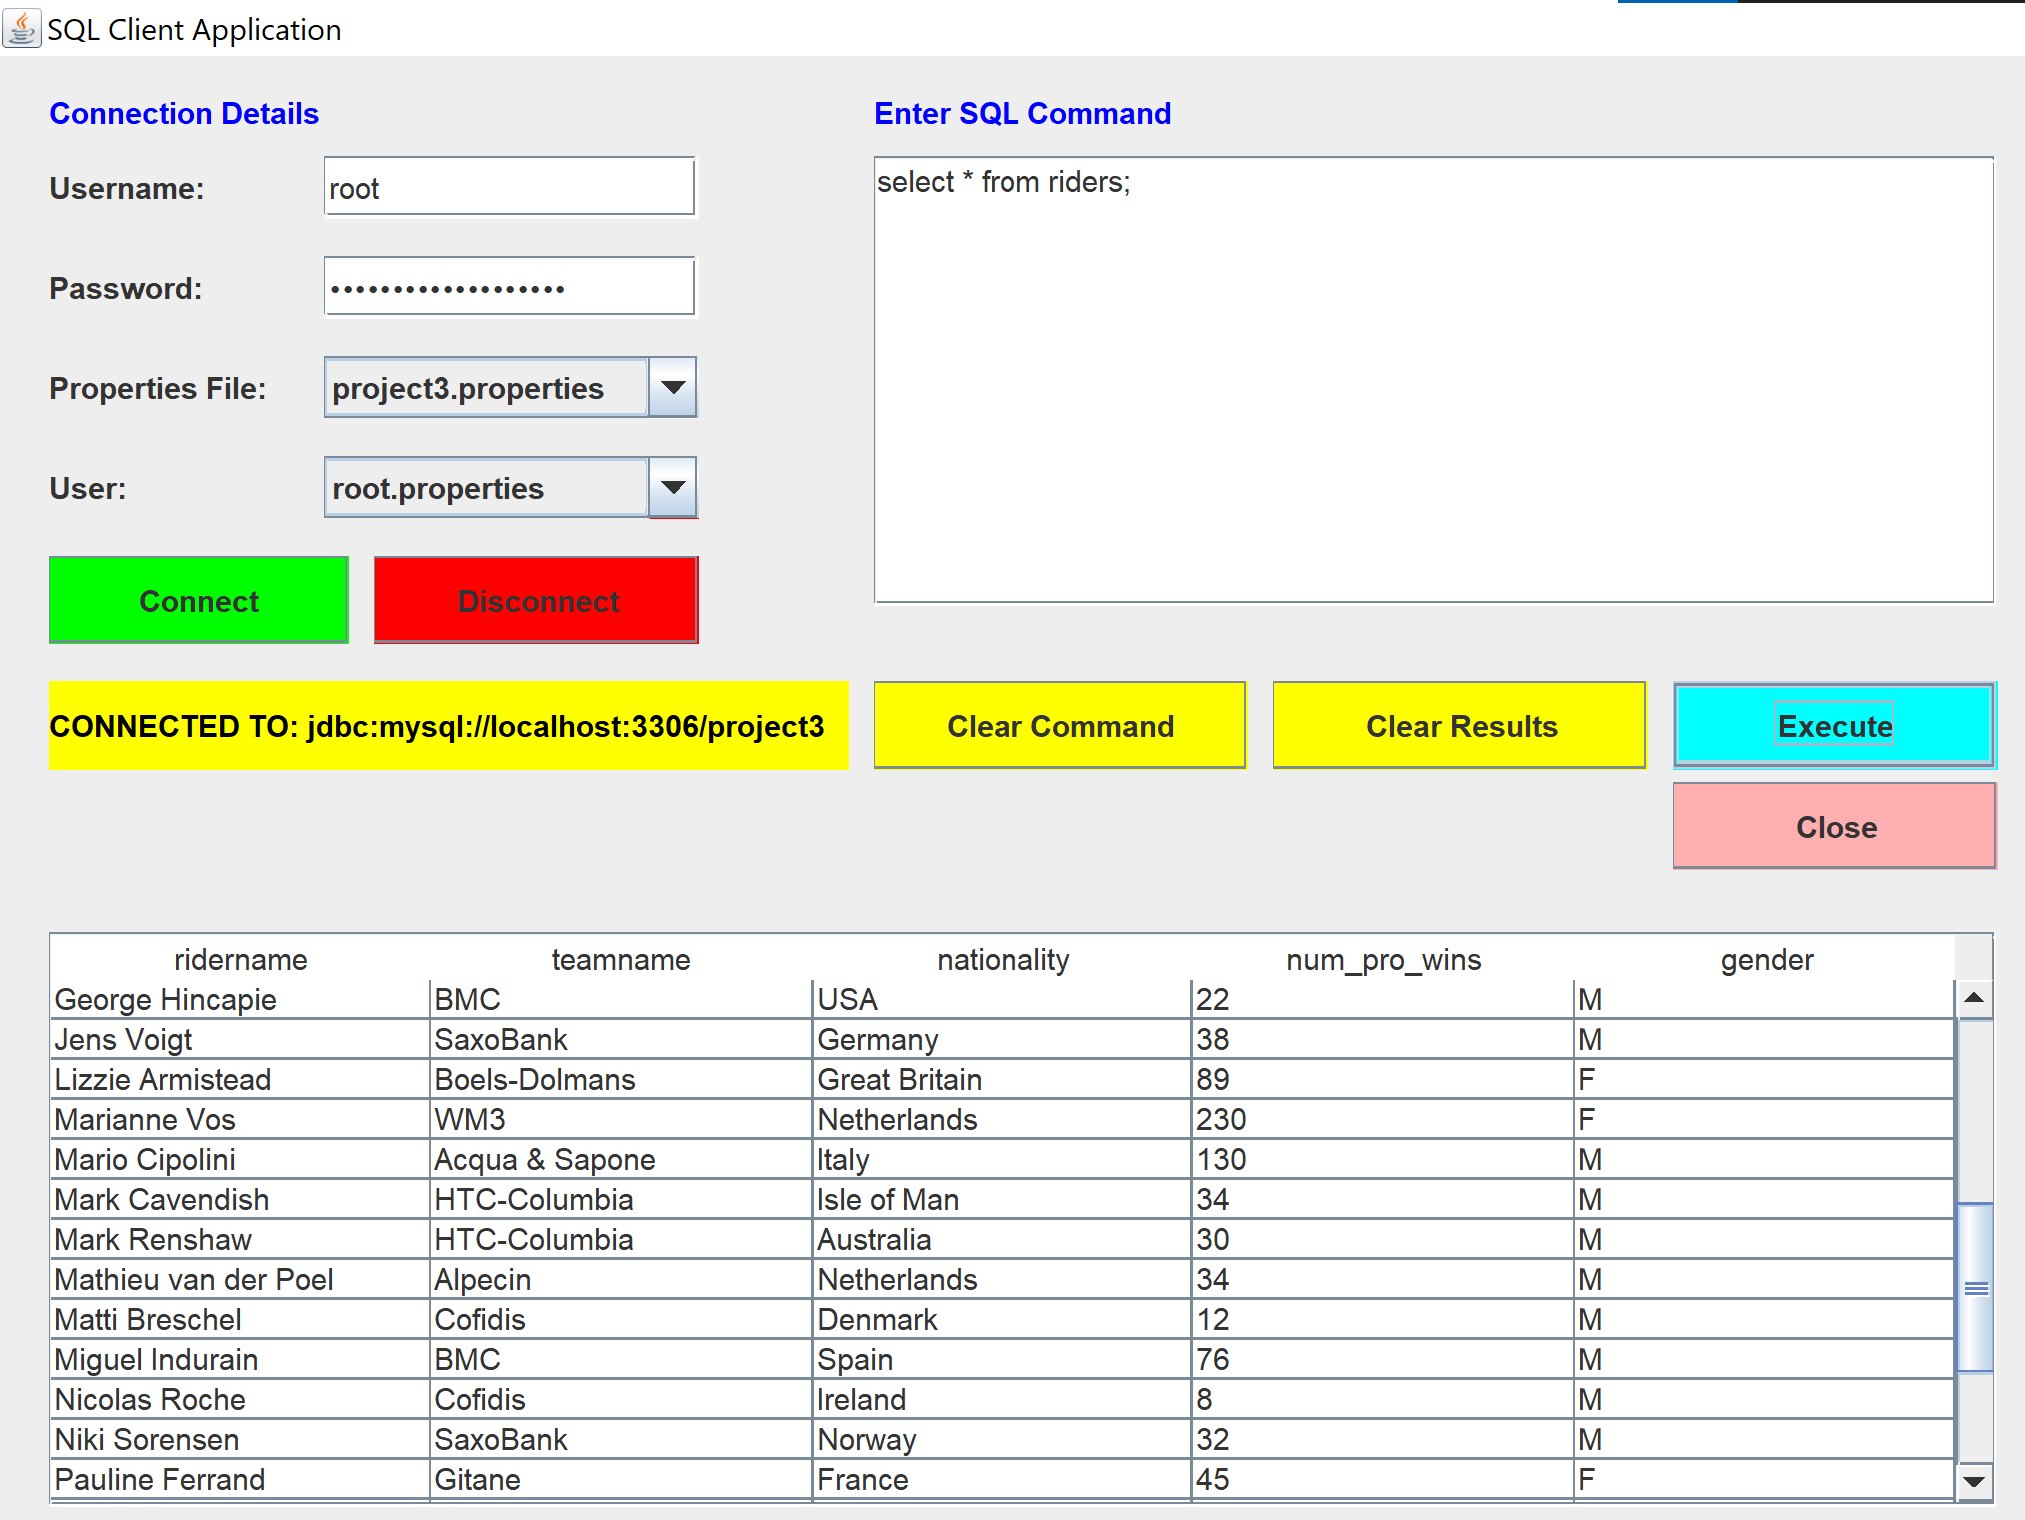 SQL Client Application
Connection Details
Username:
root
Password:
•••••••••••••••••••
Properties File:
project3.properties
User:
root.properties
Connect
Disconnect
Enter SQL Command
select * from riders;
CONNECTED TO: jdbc:mysql://localhost:3306/project3
Clear Command
Clear Results
Execute
Close
ridername teamname nationality num_pro_wins gender
George Hincapie BMC USA 22 M
Jens Voigt SaxoBank Germany 38 M
Lizzie Armistead Boels-Dolmans Great Britain 89 F
Marianne Vos WM3 Netherlands 230 F
Mario Cipolini Acqua & Sapone Italy 130 M
Mark Cavendish HTC-Columbia Isle of Man 34 M
Mark Renshaw HTC-Columbia Australia 30 M
Mathieu van der Poel Alpecin Netherlands 34 M
Matti Breschel Cofidis Denmark 12 M
Miguel Indurain BMC Spain 76 M
Nicolas Roche Cofidis Ireland 8 M
Niki Sorensen SaxoBank Norway 32 M
Pauline Ferrand Gitane France 45 F